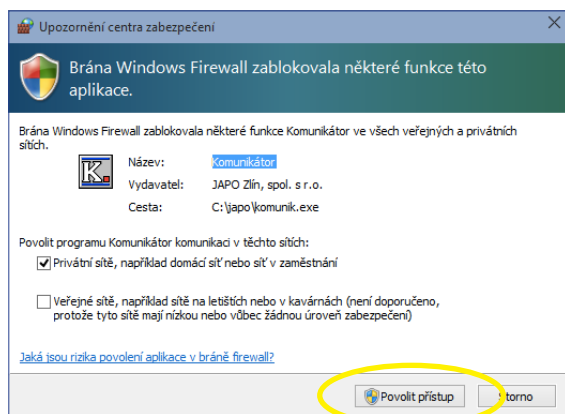 Upozornění centra zabezpečení
Brána Windows Firewall zablokovala některé funkce této
aplikace.
Brána Windows Firewall zablokovala některé funkce Komunikátor ve všech veřejných a privátních
sítích.
K.
Název: Komunikátor
Vydavatel: JAPO Zlín, spol. s r.o.
Cesta: C:\japo\komunik.exe
Povolit programu Komunikátor komunikaci v těchto sítích:
Privátní sítě, například domácí síť nebo síť v zaměstnání
Veřejné sítě, například sítě na letištích nebo v kavárnách (není doporučeno,
protože tyto sítě mají nízkou nebo vůbec žádnou úroveň zabezpečení)
Jaká jsou rizika povolení aplikace v bráně firewall?
Povolit přístup Storno